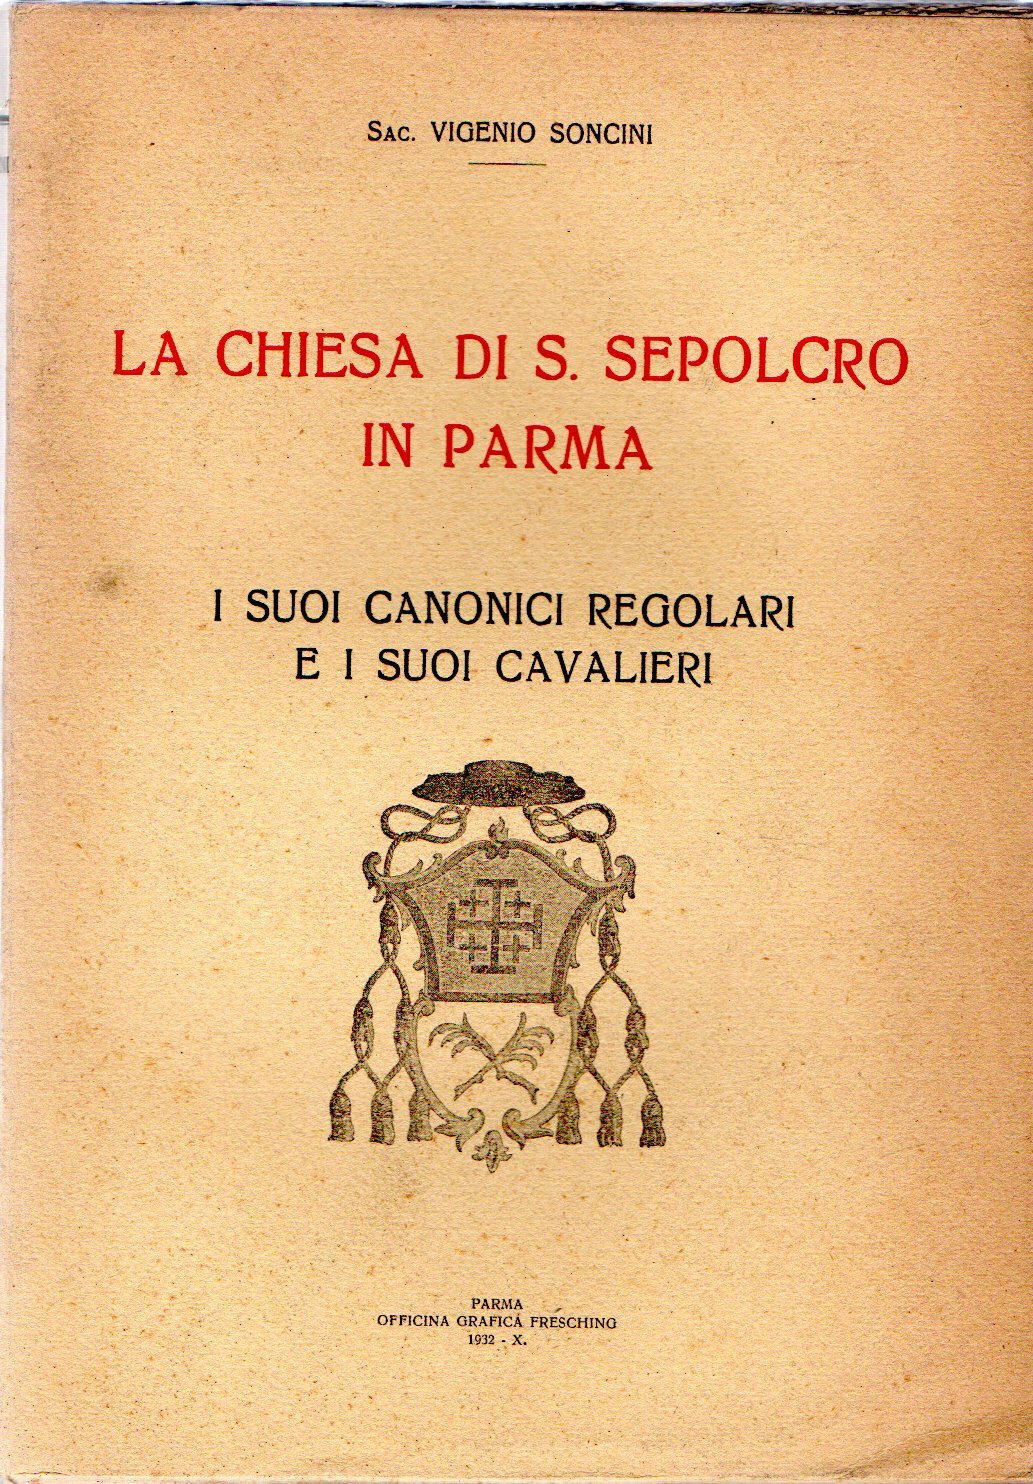 Sac. VIGENIO SONCINI
LA CHIESA DI S. SEPOLCRO
IN PARMA
I SUOI CANONICI REGOLARI
E I SUOI CAVALIERI
PARMA
OFFICINA GRAFICA FRESCHING
1932 - X.